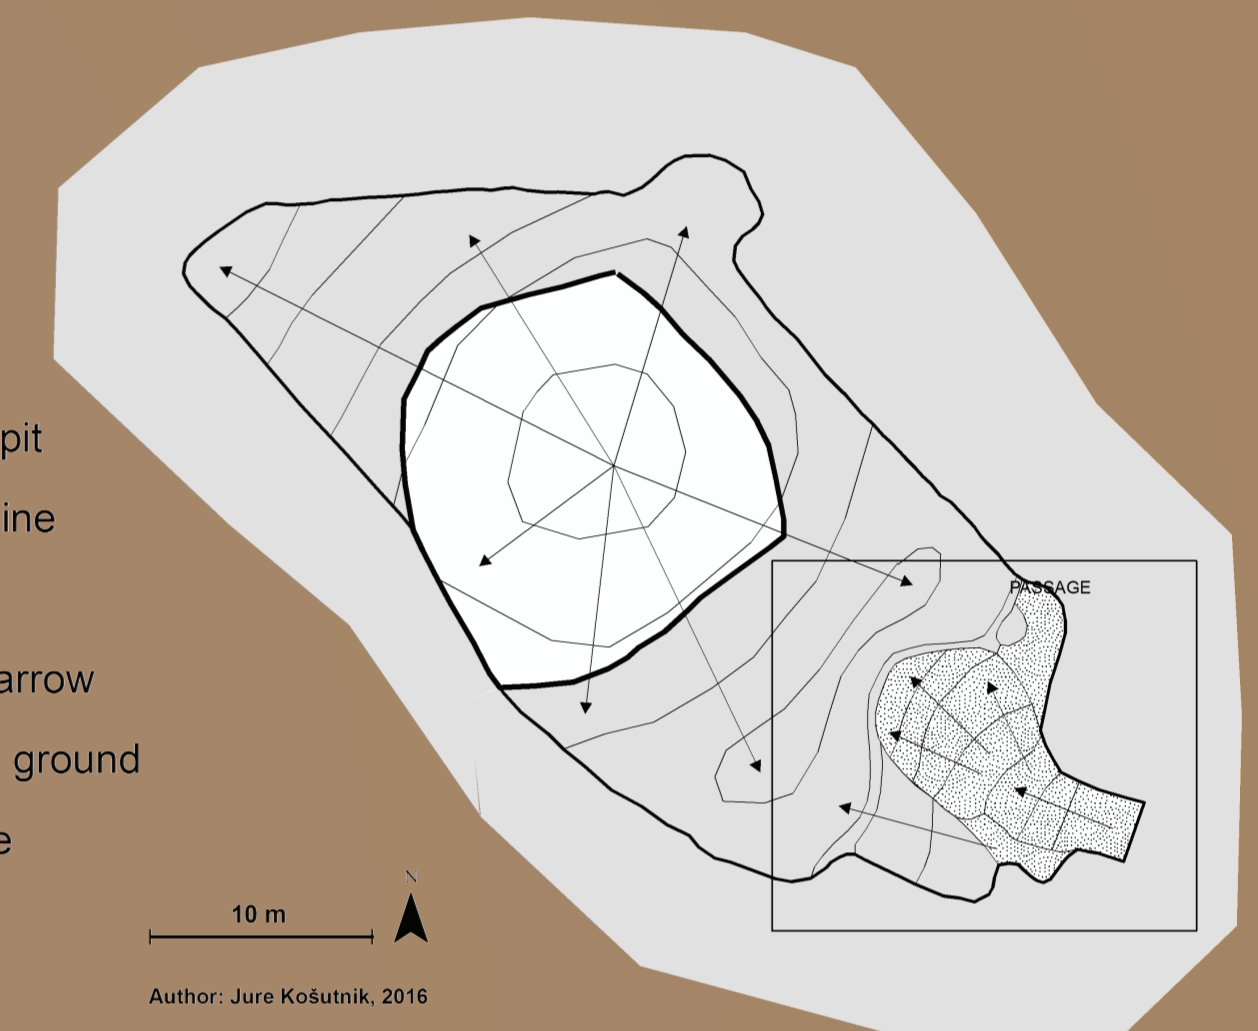 pit
ine
arrow
ground
e
PASSAGE
N
10 m
Author: Jure Košutnik, 2016